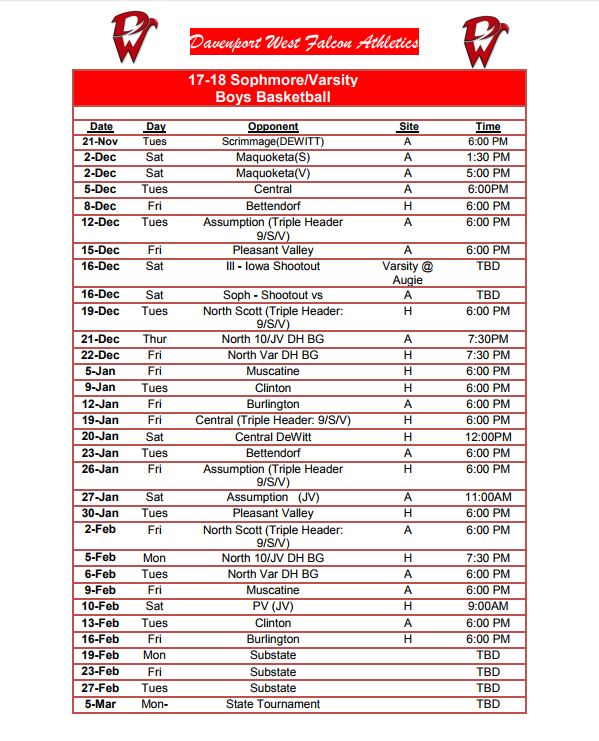 Davenport West Falcon Athletics
17-18 Sophmore/Varsity
Boys Basketball
Date Day Opponent Site Time
21-Nov Tues Scrimmage(DEWITT) A 6:00 PM
2-Dec Sat Maquoketa(S) A 1:30 PM
2-Dec Sat Maquoketa(V) A 5:00 PM
5-Dec Tues Central A 6:00PM
8-Dec Fri Bettendorf H 6:00 PM
12-Dec Tues Assumption (Triple Header A 6:00 PM
9/S/V)
15-Dec Fri Pleasant Valley A 6:00 PM
16-Dec Sat Ill - Iowa Shootout Varsity @ TBD
Augie
16-Dec Sat Soph - Shootout vs A TBD
19-Dec Tues North Scott (Triple Header: H 6:00 PM
9/S/V)
21-Dec Thur North 10/JV DH BG A 7:30PM
22-Dec Fri North Var DH BG H 7:30 PM
5-Jan Fri Muscatine H 6:00 PM
9-Jan Tues Clinton H 6:00 PM
12-Jan Fri Burlington A 6:00 PM
19-Jan Fri Central (Triple Header: 9/S/V) H 6:00 PM
20-Jan Sat Central DeWitt H 12:00PM
23-Jan Tues Bettendorf A 6:00 PM
26-Jan Fri Assumption (Triple Header H 6:00 PM
9/S/V)
27-Jan Sat Assumption (JV) A 11:00AM
30-Jan Tues Pleasant Valley H 6:00 PM
2-Feb Fri North Scott (Triple Header: A 6:00 PM
9/S/V)
5-Feb Mon North 10/JV DH BG H 7:30 PM
6-Feb Tues North Var DH BG A 6:00 PM
9-Feb Fri Muscatine A 6:00 PM
10-Feb Sat PV (JV) H 9:00AM
13-Feb Tues Clinton A 6:00 PM
16-Feb Fri Burlington H 6:00 PM
19-Feb Mon Substate TBD
23-Feb Fri Substate TBD
27-Feb Tues Substate TBD
5-Mar Mon- State Tournament TBD